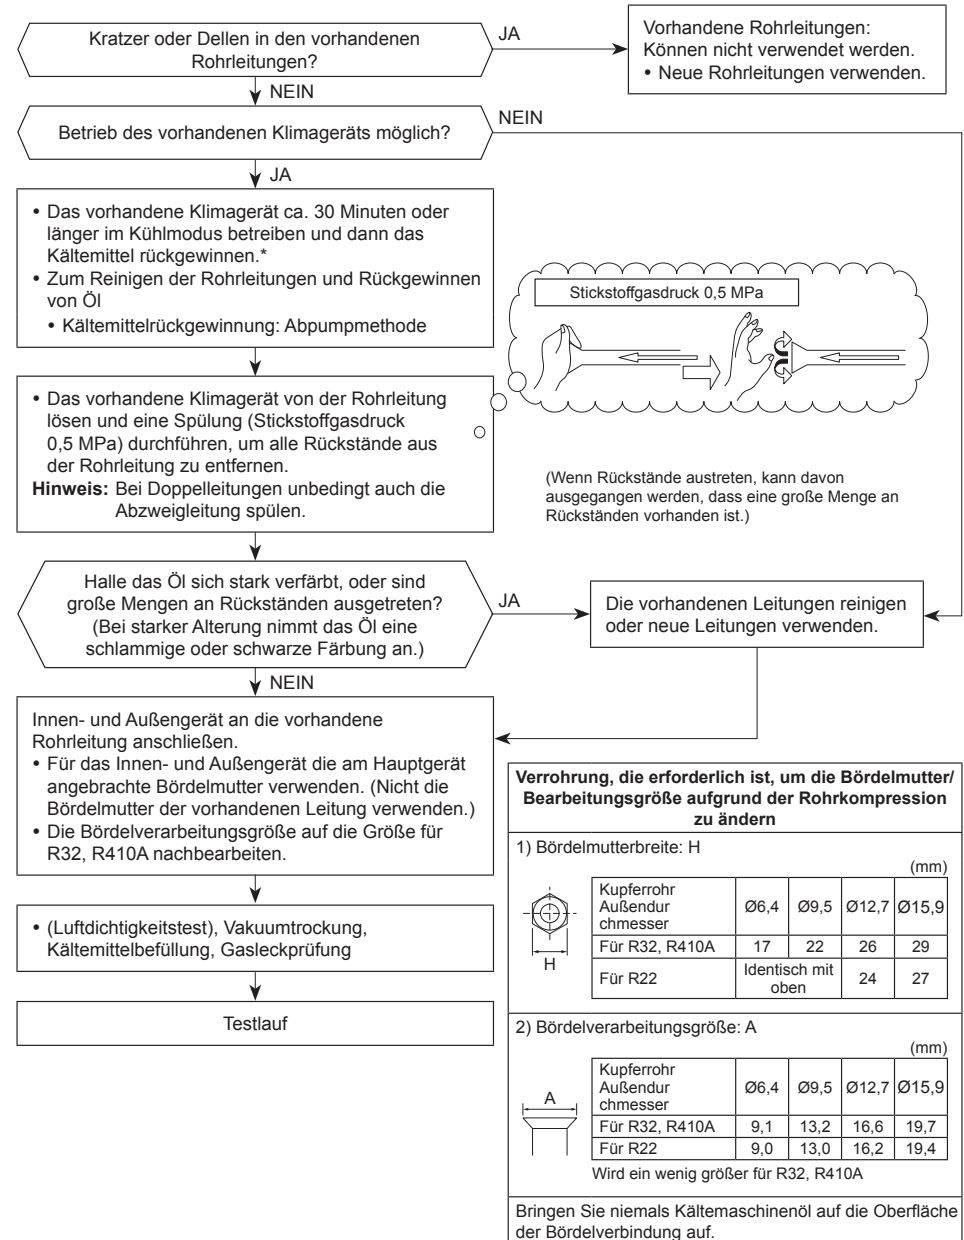 Kratzer oder Dellen in den vorhandenen
Rohrleitungen?
JA
Vorhandene Rohrleitungen:
Können nicht verwendet werden.
• Neue Rohrleitungen verwenden.
NEIN
Betrieb des vorhandenen Klimageräts möglich?
NEIN
JA
• Das vorhandene Klimagerät ca. 30 Minuten oder
länger im Kühlmodus betreiben und dann das
Kältemittel rückgewinnen.*
• Zum Reinigen der Rohrleitungen und Rückgewinnen
von Öl
• Kältemittelrückgewinnung: Abpumpmethode
Stickstoffgasdruck 0,5 MPa
• Das vorhandene Klimagerät von der Rohrleitung
lösen und eine Spülung (Stickstoffgasdruck
0,5 MPa) durchführen, um alle Rückstände aus
der Rohrleitung zu entfernen.
Hinweis: Bei Doppelleitungen unbedingt auch die
Abzweigleitung spülen.
(Wenn Rückstände austreten, kann davon
ausgegangen werden, dass eine große Menge an
Rückständen vorhanden ist.)
Halle das Öl sich stark verfärbt, oder sind
große Mengen an Rückständen ausgetreten?
(Bei starker Alterung nimmt das Öl eine
schlammige oder schwarze Färbung an.)
JA
Die vorhandenen Leitungen reinigen
oder neue Leitungen verwenden.
NEIN
Innen- und Außengerät an die vorhandene
Rohrleitung anschließen.
• Für das Innen- und Außengerät die am Hauptgerät
angebrachte Bördelmutter verwenden. (Nicht die
Bördelmutter der vorhandenen Leitung verwenden.)
• Die Bördelverarbeitungsgröße auf die Größe für
R32, R410A nachbearbeiten.
• (Luftdichtigkeitstest), Vakuumtrockung,
Kältemittelbefüllung, Gasleckprüfung
Testlauf
Verrohrung, die erforderlich ist, um die Bördelmutter/
Bearbeitungsgröße aufgrund der Rohrkompression
zu ändern
1) Bördelmutterbreite: H
(mm)
H
Kupferrohr
Außendur
chmesser
Ø6,4 Ø9,5 Ø12,7 Ø15,9
Für R32, R410A 17 22 26 29
Für R22 Identisch mit
oben 24 27
2) Bördelverarbeitungsgröße: A
(mm)
A
Kupferrohr
Außendur
chmesser
Ø6,4 Ø9,5 Ø12,7 Ø15,9
Für R32, R410A 9,1 13,2 16,6 19,7
Für R22 9,0 13,0 16,2 19,4
Wird ein wenig größer für R32, R410A
Bringen Sie niemals Kältemaschinenöl auf die Oberfläche
der Bördelverbindung auf.